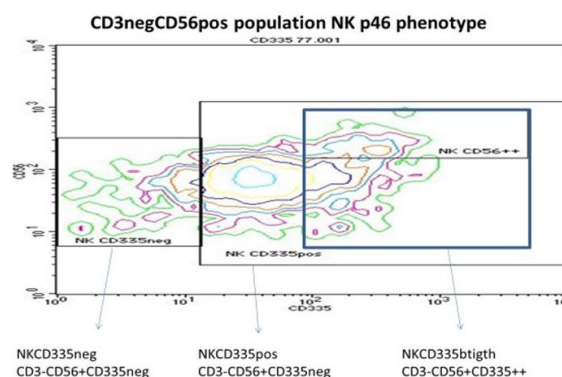 CD3negCD56pos population NK p46 phenotype
CD335 77.001
10^4
10^3
10^2
10^1
10^0
CD56
NK CD56++
NK CD335neg
NK CD335pos
10^0
10^1
10^2
10^3
CD335
NKCD335neg
CD3-CD56+CD335neg
NKCD335pos
CD3-CD56+CD335neg
NKCD335btigth
CD3-CD56+CD335++